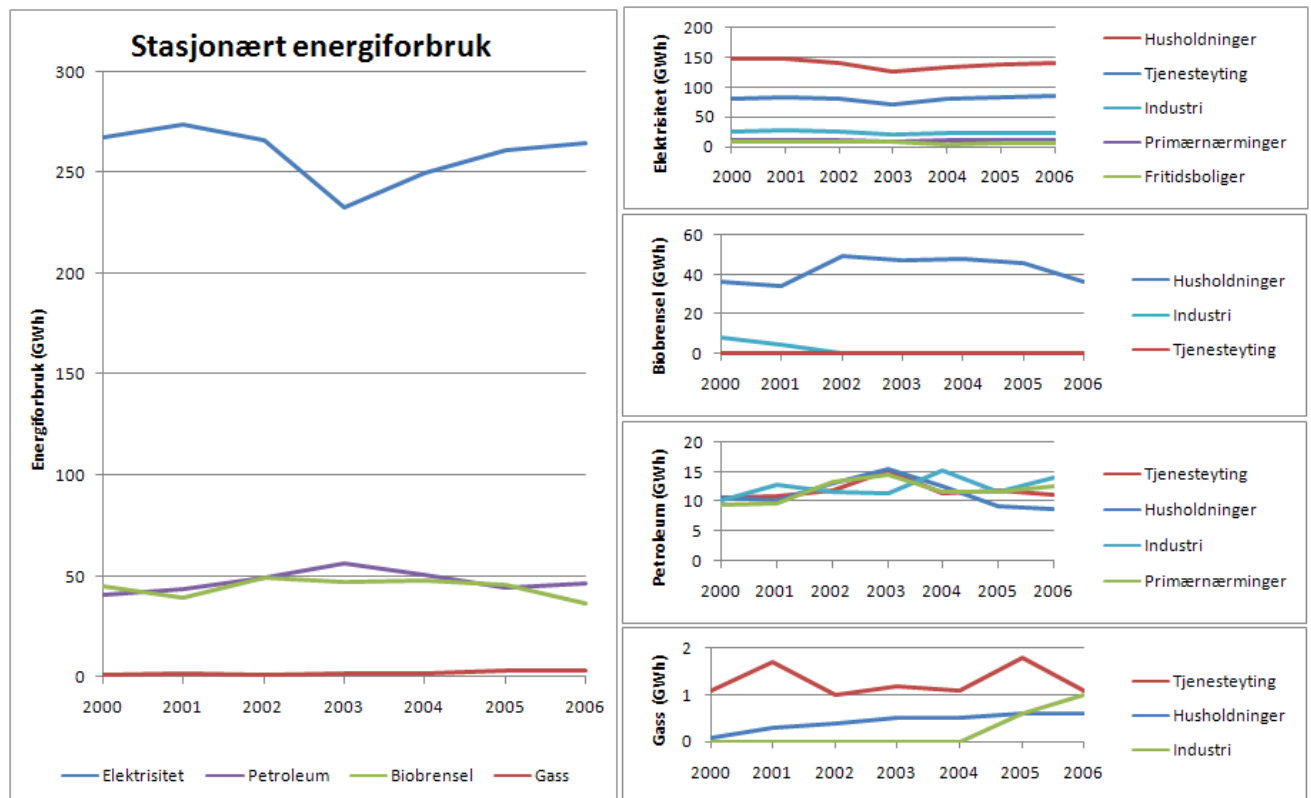 Stasjonært energiforbruk
Energiforbruk (GWh)
300
250
200
150
100
50
0
2000 2001 2002 2003 2004 2005 2006
Elektrisitet Petroleum Biobrensel Gass
Elektrisitet (GWh)
200
150
100
50
0
2000 2001 2002 2003 2004 2005 2006
Husholdninger
Tjenesteyting
Industri
Primærnærminger
Fritidsboliger
Biobrensel (GWh)
60
40
20
0
2000 2001 2002 2003 2004 2005 2006
Husholdninger
Industri
Tjenesteyting
Petroleum (GWh)
20
15
10
5
0
2000 2001 2002 2003 2004 2005 2006
Tjenesteyting
Husholdninger
Industri
Primærnærminger
Gass (GWh)
2
1
0
2000 2001 2002 2003 2004 2005 2006
Tjenesteyting
Husholdninger
Industri